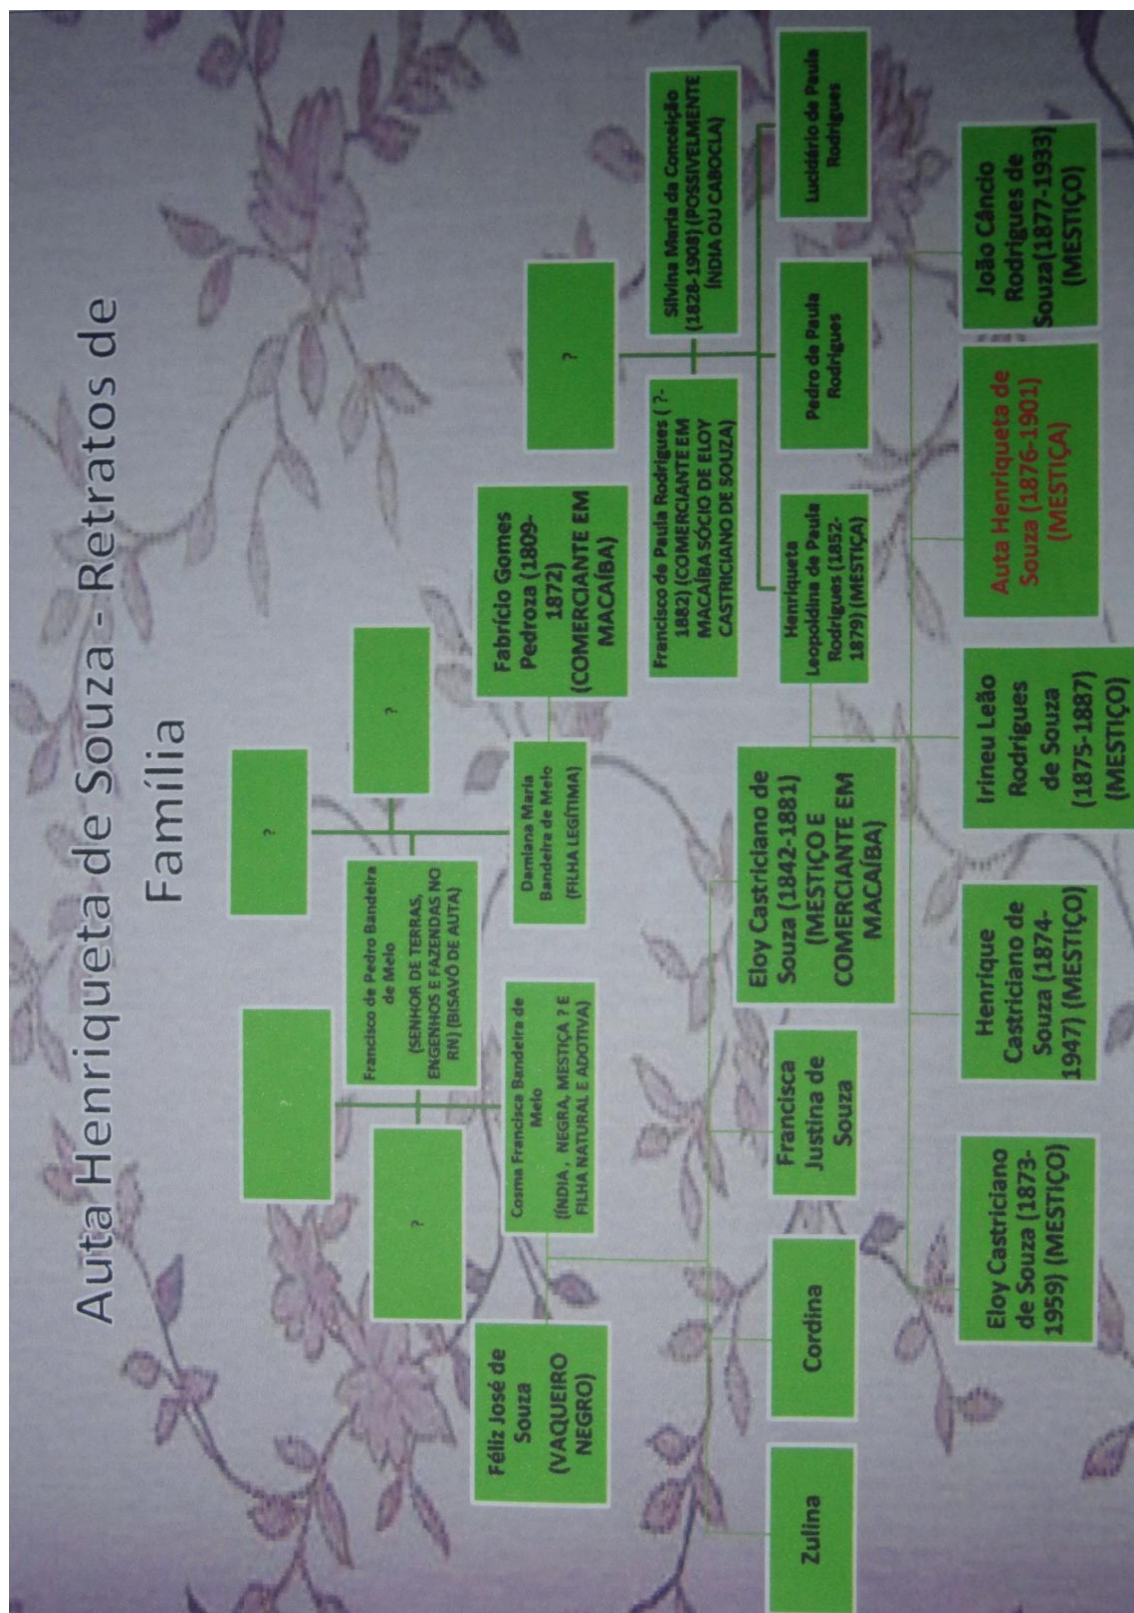 Auta Henriqueta de Souza - Retratos de
Família
?
?
Francisco de Pedro Bandeira
de Melo
(SENHOR DE TERRAS,
ENGENHOS E FAZENDAS NO
RN) (BISAVÔ DE AUTA)
?
?
Féliz José de
Souza
(VAQUEIRO
NEGRO)
Cosma Francisca Bandeira de
Melo
(ÍNDIA, NEGRA, MESTIÇA ? E
FILHA NATURAL E ADOTIVA)
Damiana Maria
Bandeira de Melo
(FILHA LEGÍTIMA)
Fabrício Gomes
Pedroza (1809-
1872)
(COMERCIANTE EM
MACAÍBA)
?
Francisco de Paula Rodrigues ( ?-
1882) (COMERCIANTE EM
MACAÍBA SÓCIO DE ELOY
CASTRICIANO DE SOUZA)
Silvina Maria da Conceição
(1828-1908) (POSSIVELMENTE
ÍNDIA OU CABOCLA)
Zulina
Cordina
Francisca
Justina de
Souza
Eloy Castriciano de
Souza (1842-1881)
(MESTIÇO E
COMERCIANTE EM
MACAÍBA)
Henriqueta
Leopoldina de Paula
Rodrigues (1852-
1879) (MESTIÇA)
Pedro de Paula
Rodrigues
Lucidário de Paula
Rodrigues
Eloy Castriciano
de Souza (1873-
1959) (MESTIÇO)
Henrique
Castriciano de
Souza (1874-
1947) (MESTIÇO)
Irineu Leão
Rodrigues
de Souza
(1875-1887)
(MESTIÇO)
Auta Henriqueta de
Souza (1876-1901)
(MESTIÇA)
João Câncio
Rodrigues de
Souza(1877-1933)
(MESTIÇO)